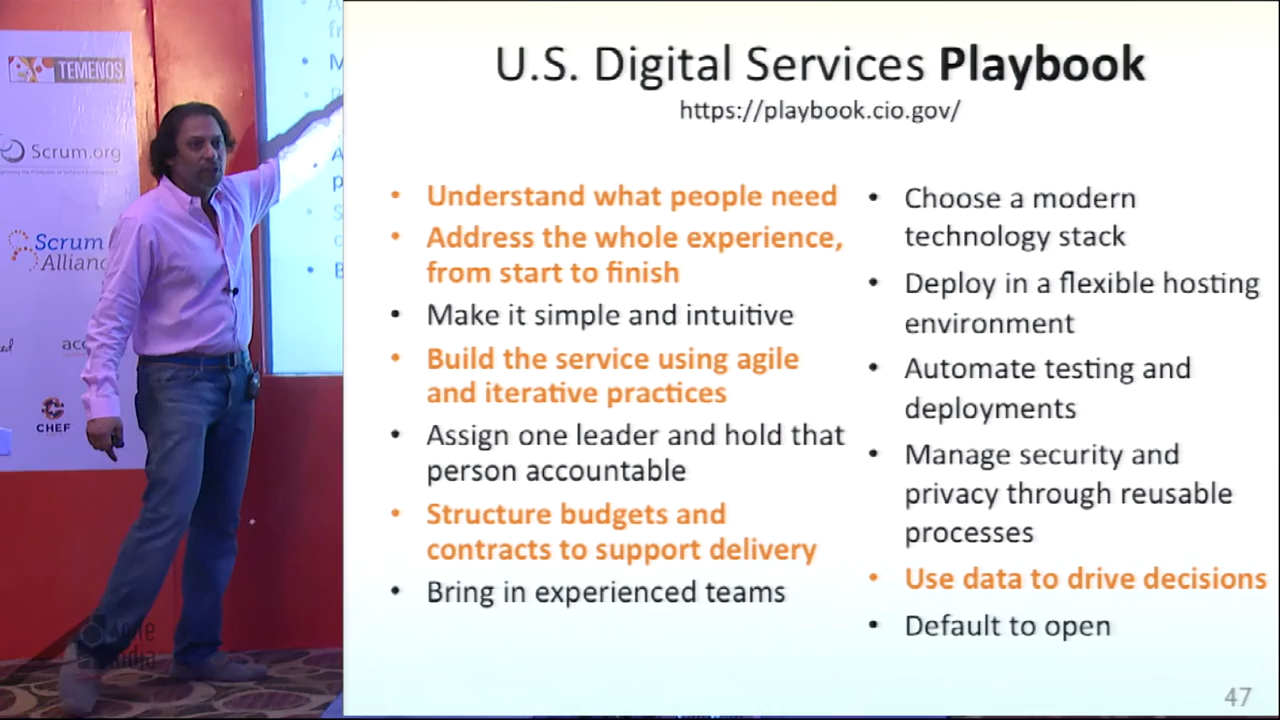 TEMENOS
Scrum.org
Scrum
Allianc
CHEF
U.S. Digital Services Playbook
https://playbook.cio.gov/
• Understand what people need
• Address the whole experience,
from start to finish
• Make it simple and intuitive
• Build the service using agile
and iterative practices
• Assign one leader and hold that
person accountable
• Structure budgets and
contracts to support delivery
• Bring in experienced teams
• Choose a modern
technology stack
• Deploy in a flexible hosting
environment
• Automate testing and
deployments
• Manage security and
privacy through reusable
processes
• Use data to drive decisions
• Default to open
47